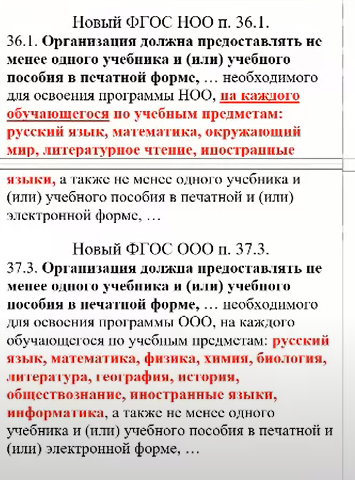 Новый ФГОС НОО п. 36.1.
36.1. Организация должна предоставлять не
менее одного учебника и (или) учебного
пособия в печатной форме, … необходимого
для освоения программы НОО, на каждого
обучающегося по учебным предметам:
русский язык, математика, окружающий
мир, литературное чтение, иностранные
языки, а также не менее одного учебника и
(или) учебного пособия в печатной и (или)
электронной форме, …
Новый ФГОС ООО п. 37.3.
37.3. Организация должна предоставлять не
менее одного учебника и (или) учебного
пособия в печатной форме, … необходимого
для освоения программы ООО, на каждого
обучающегося по учебным предметам: русский
язык, математика, физика, химия, биология,
литература, география, история,
обществознание, иностранные языки,
информатика, а также не менее одного
учебника и (или) учебного пособия в печатной и
(или) электронной форме, …